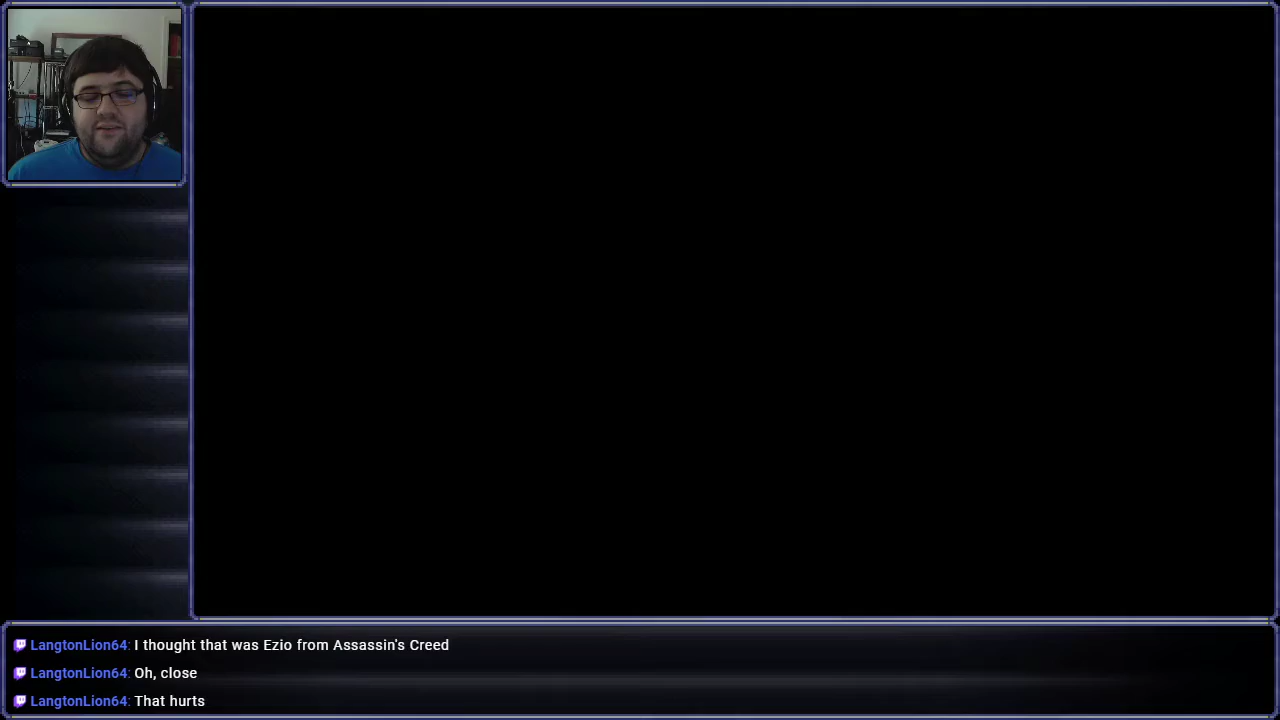 LangtonLion64: I thought that was Ezio from Assassin's Creed
LangtonLion64: Oh, close
LangtonLion64: That hurts